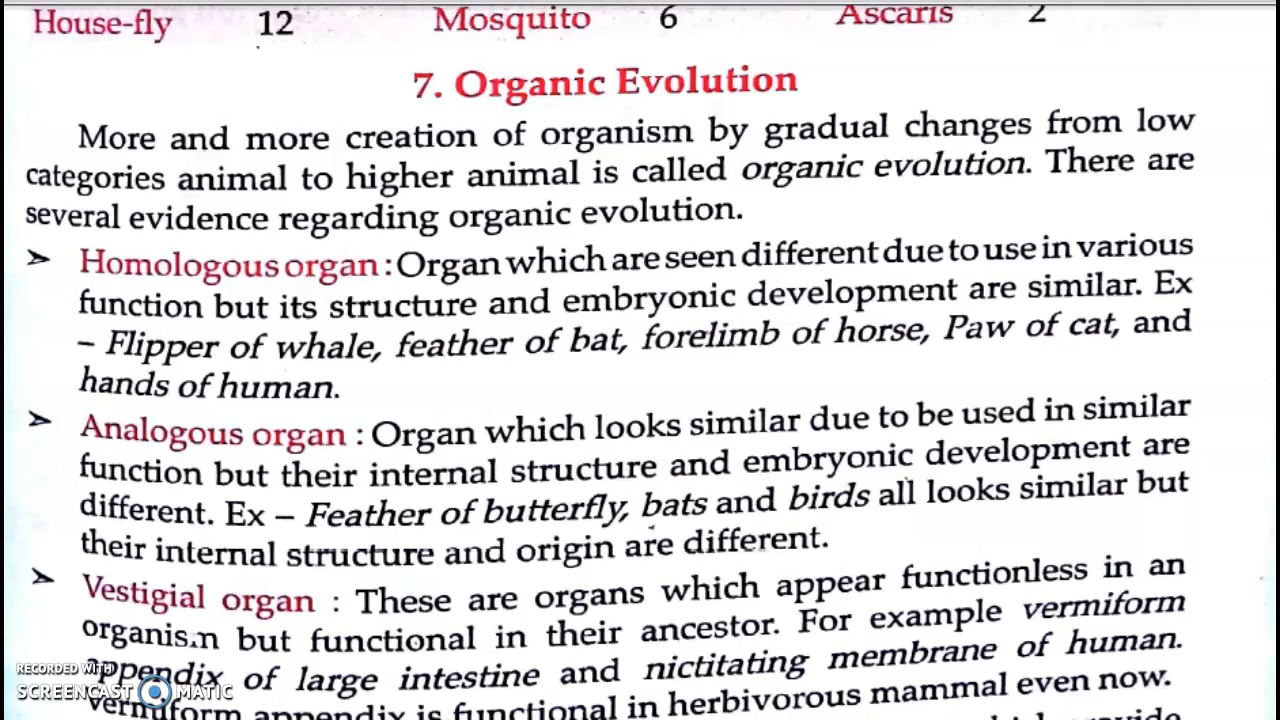 House-fly 12 Mosquito 6 Ascaris 2
7. Organic Evolution
More and more creation of organism by gradual changes from low
categories animal to higher animal is called organic evolution. There are
several evidence regarding organic evolution.
➢ Homologous organ : Organ which are seen different due to use in various
function but its structure and embryonic development are similar. Ex
– Flipper of whale, feather of bat, forelimb of horse, Paw of cat, and
hands of human.
➢ Analogous organ : Organ which looks similar due to be used in similar
function but their internal structure and embryonic development are
different. Ex – Feather of butterfly, bats and birds all looks similar but
their internal structure and origin are different.
➢ Vestigial organ : These are organs which appear functionless in an
organism but functional in their ancestor. For example vermiform
appendix of large intestine and nictitating membrane of human.
vermiform appendix is functional in herbivorous mammal even now.
RECORDED WITH
SCREENCAST MATIC